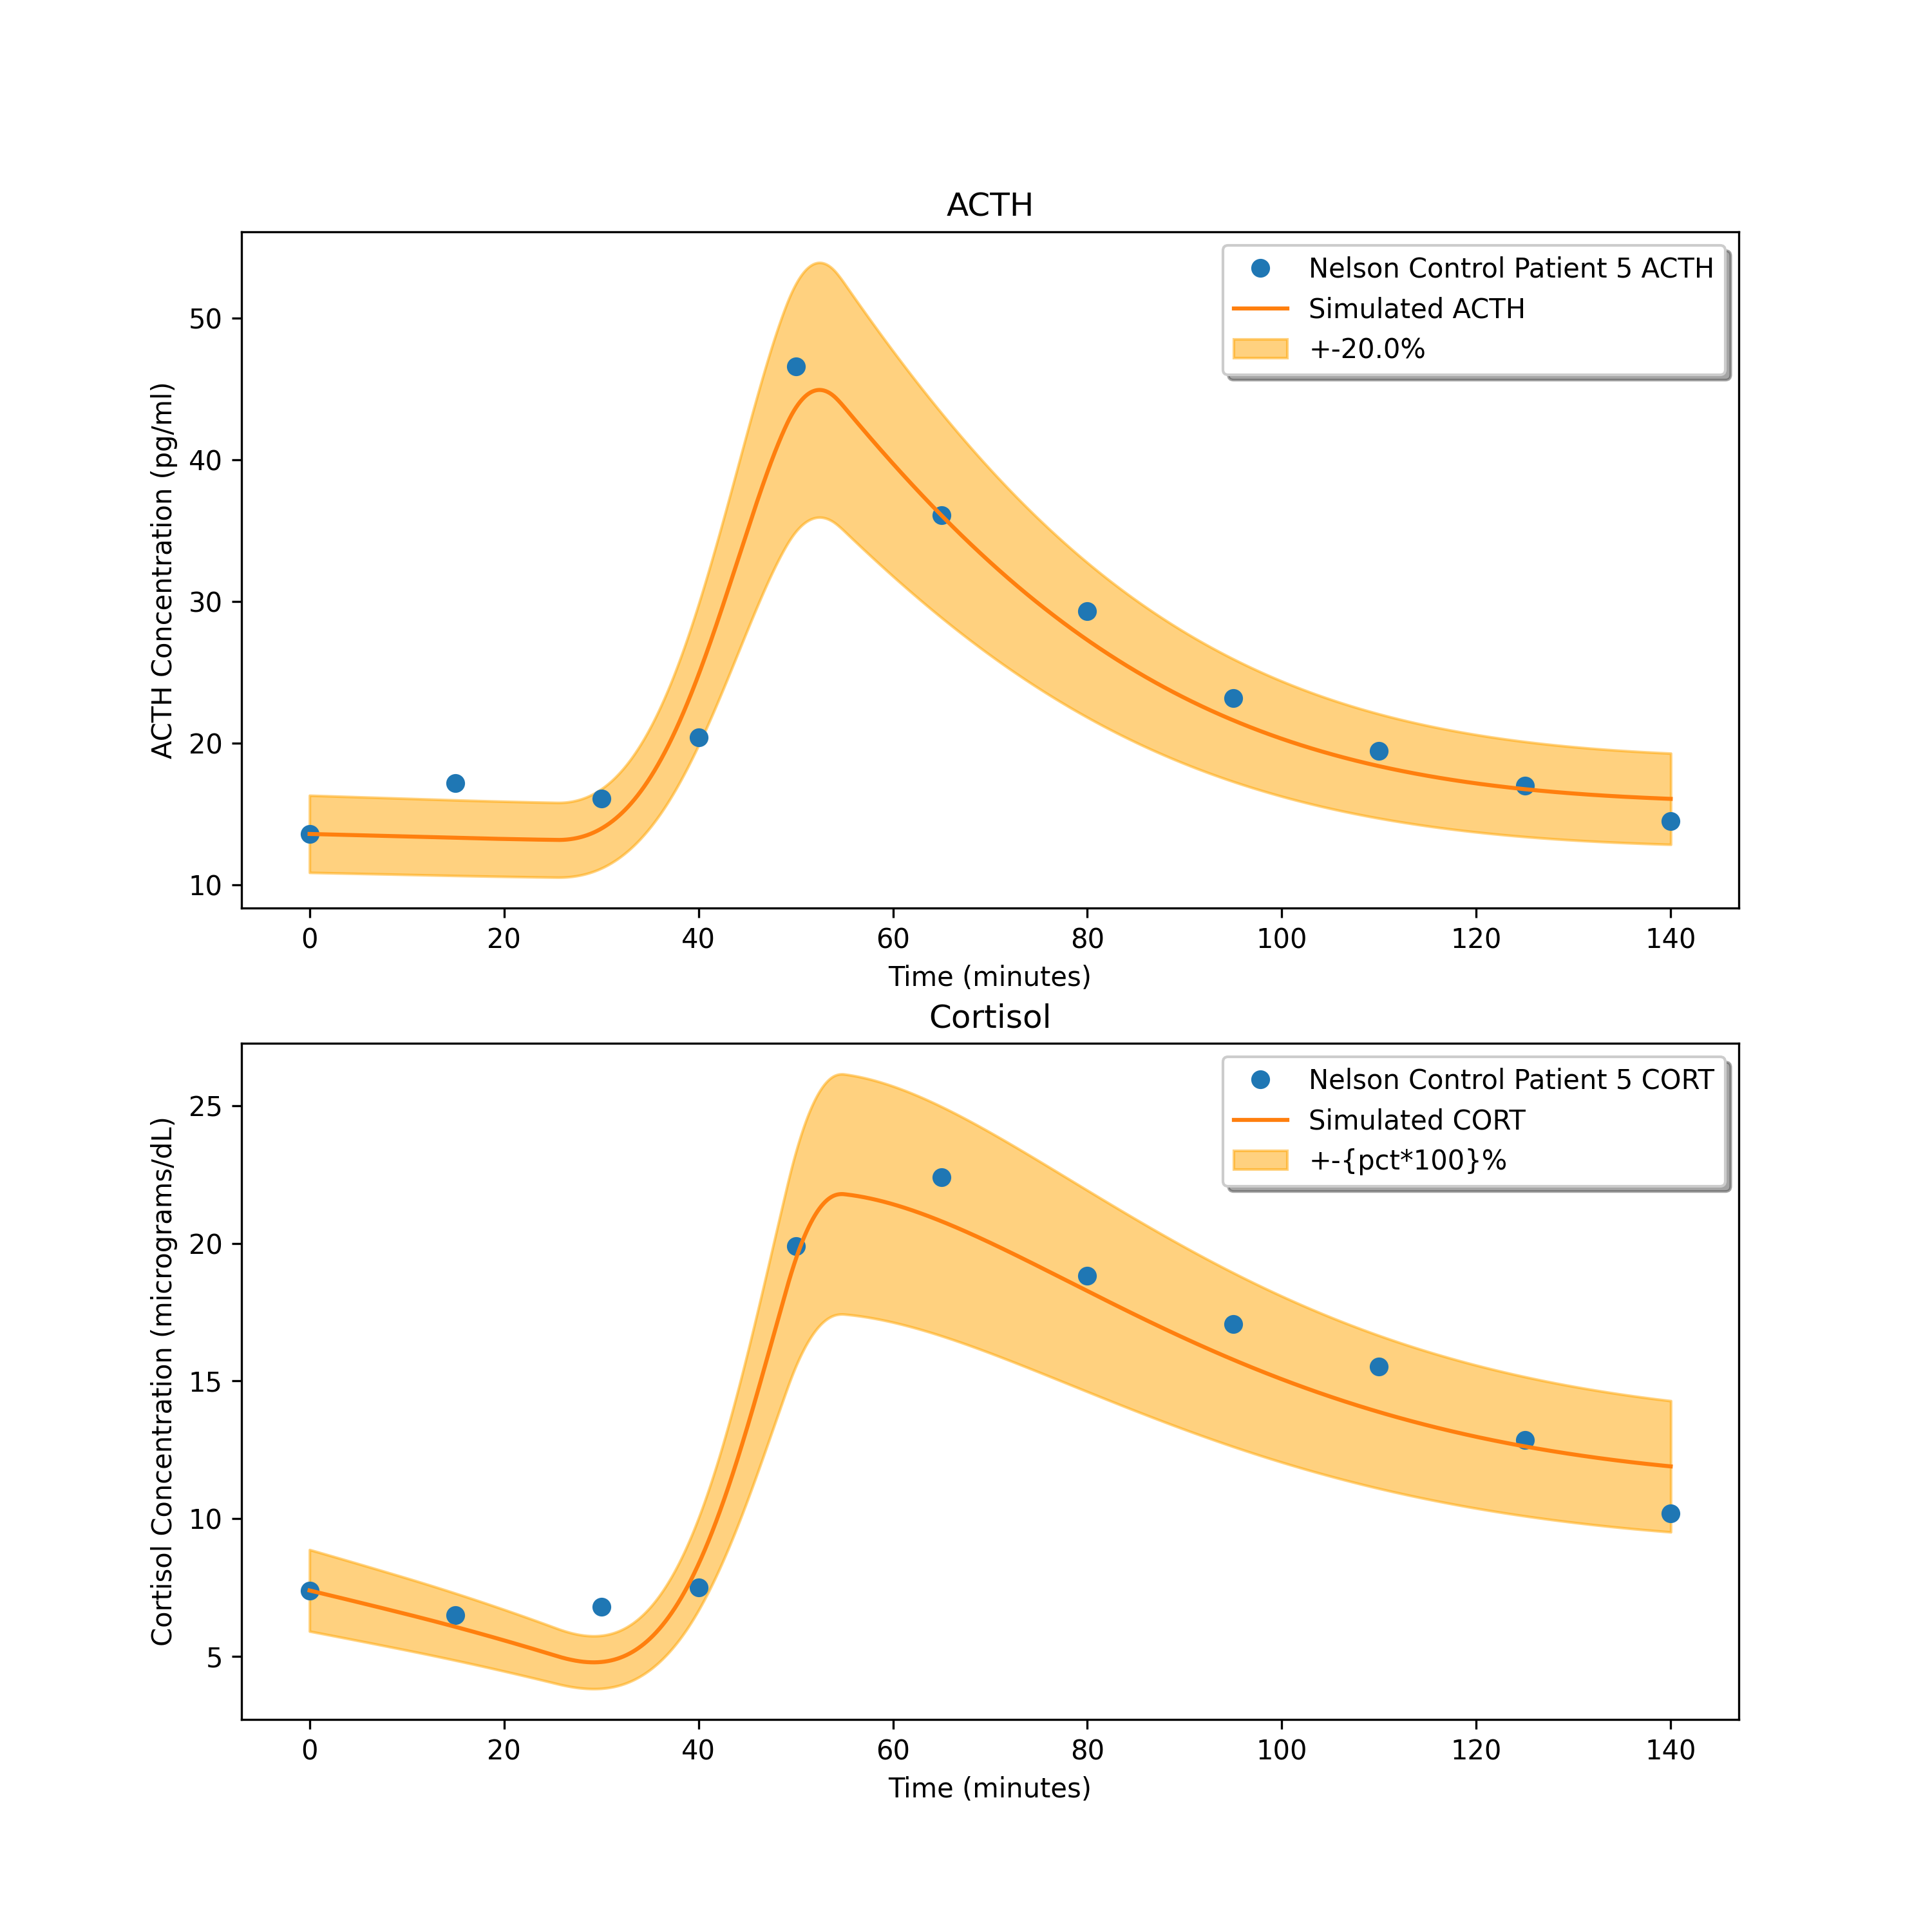 ACTH
Nelson Control Patient 5 ACTH
Simulated ACTH
+-20.0%
ACTH Concentration (pg/ml)
50
40
30
20
10
0 20 40 60 80 100 120 140
Time (minutes)
Cortisol
Nelson Control Patient 5 CORT
Simulated CORT
+-{pct*100}%
Cortisol Concentration (micrograms/dL)
25
20
15
10
5
0 20 40 60 80 100 120 140
Time (minutes)